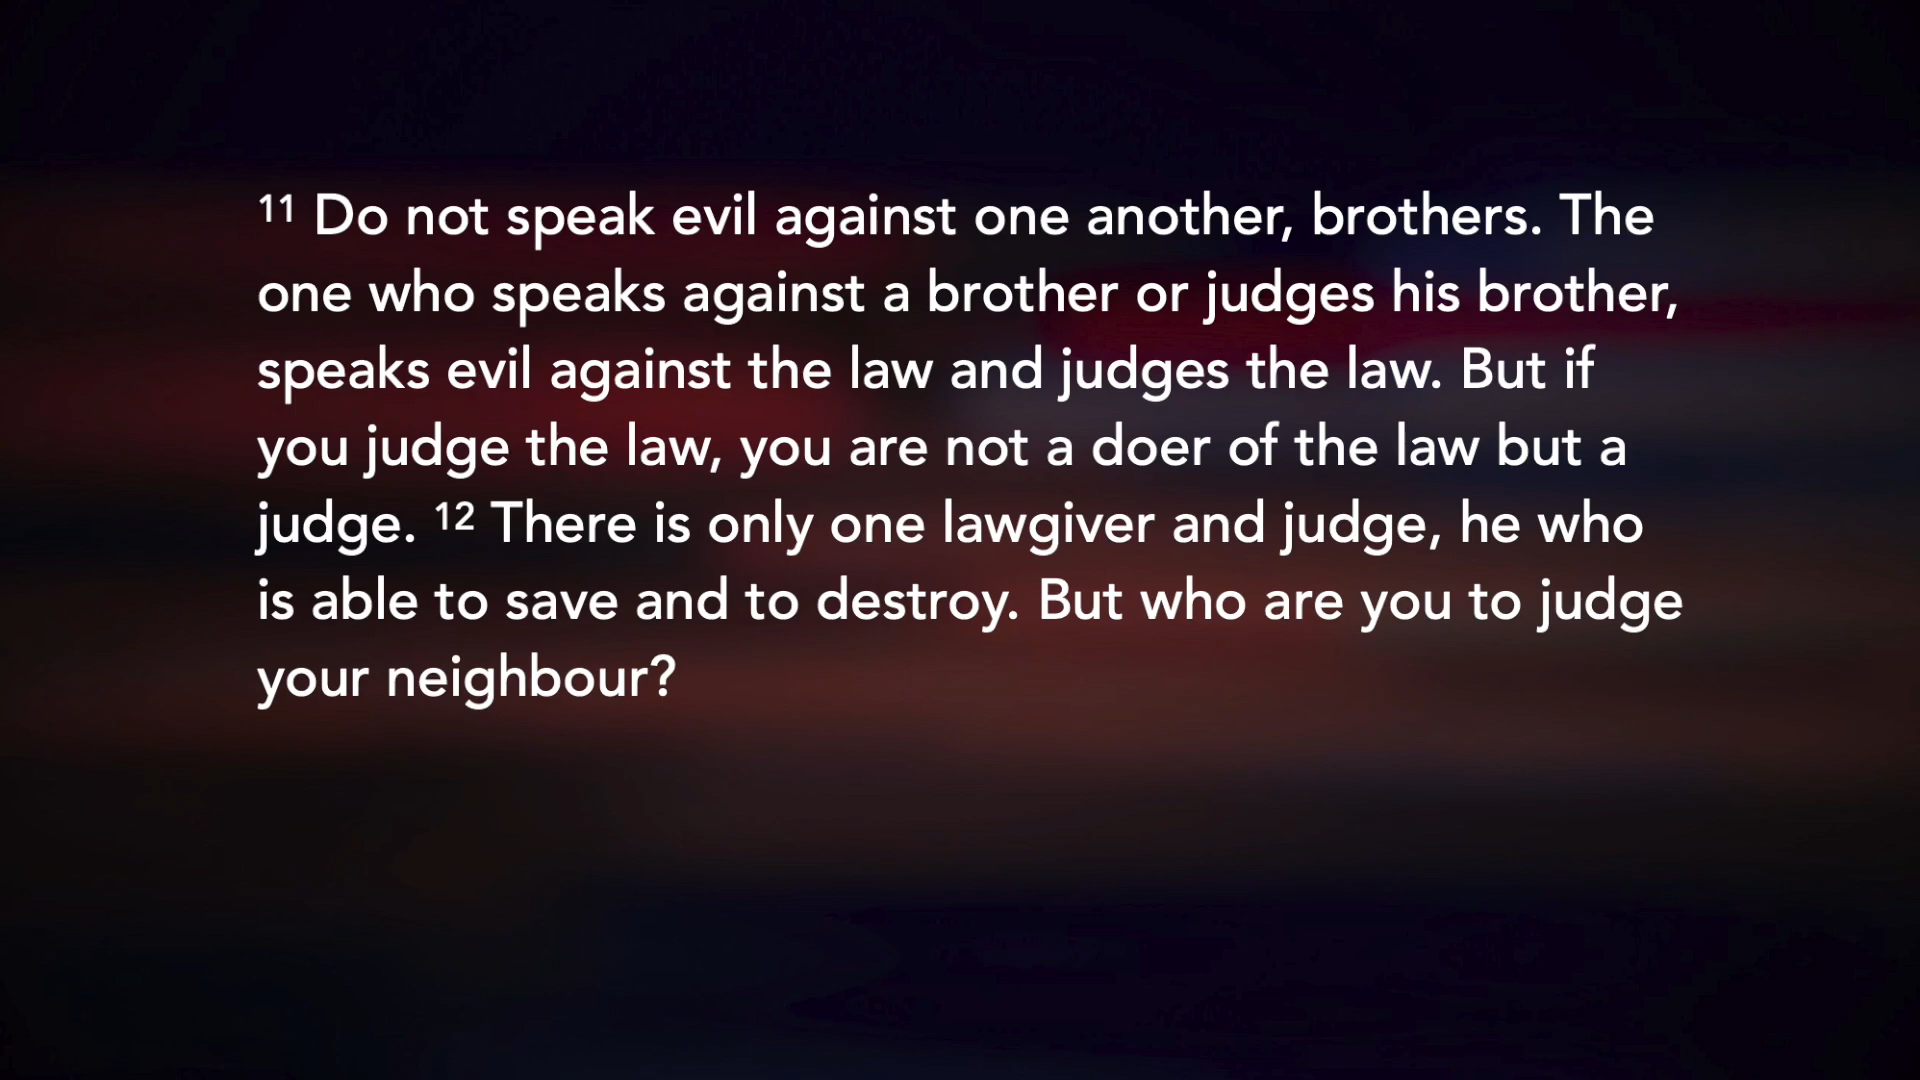 11 Do not speak evil against one another, brothers. The
one who speaks against a brother or judges his brother,
speaks evil against the law and judges the law. But if
you judge the law, you are not a doer of the law but a
judge. 12 There is only one lawgiver and judge, he who
is able to save and to destroy. But who are you to judge
your neighbour?